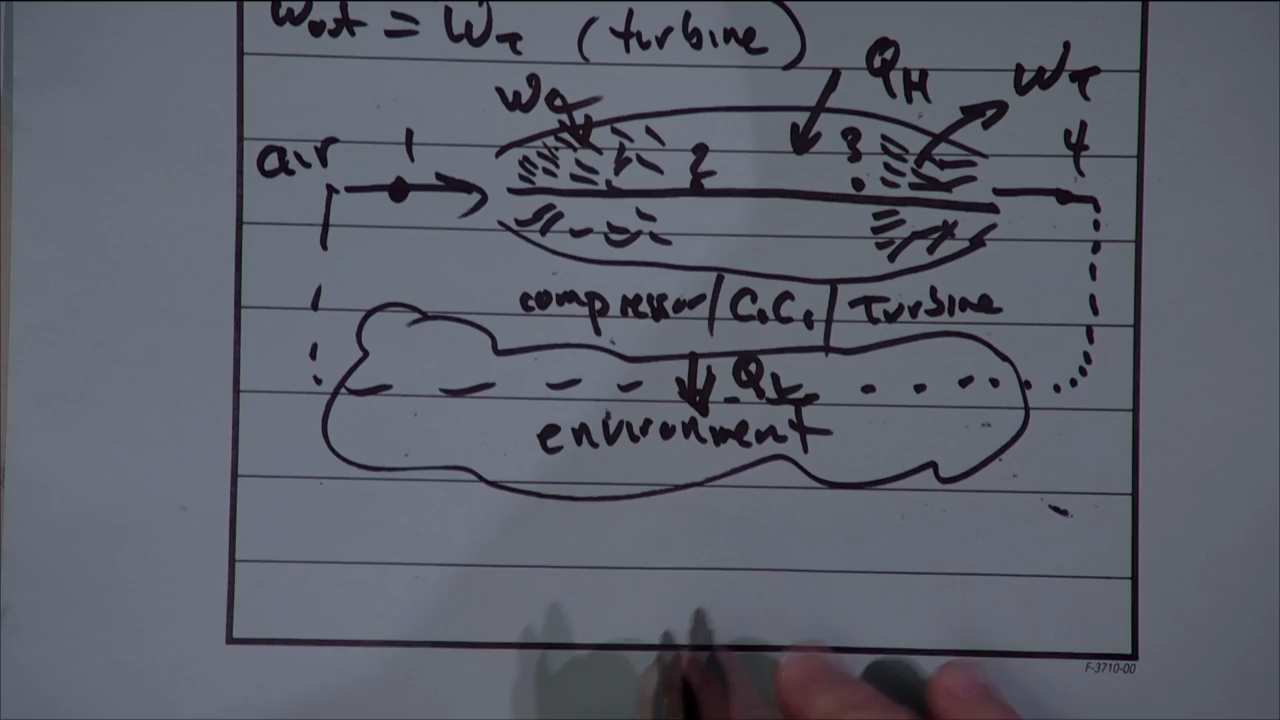 Wout = WT (turbine)
Wc QH WT
air 1 2 3 4
compressor/C.C./Turbine
QL
environment
F-3710-00